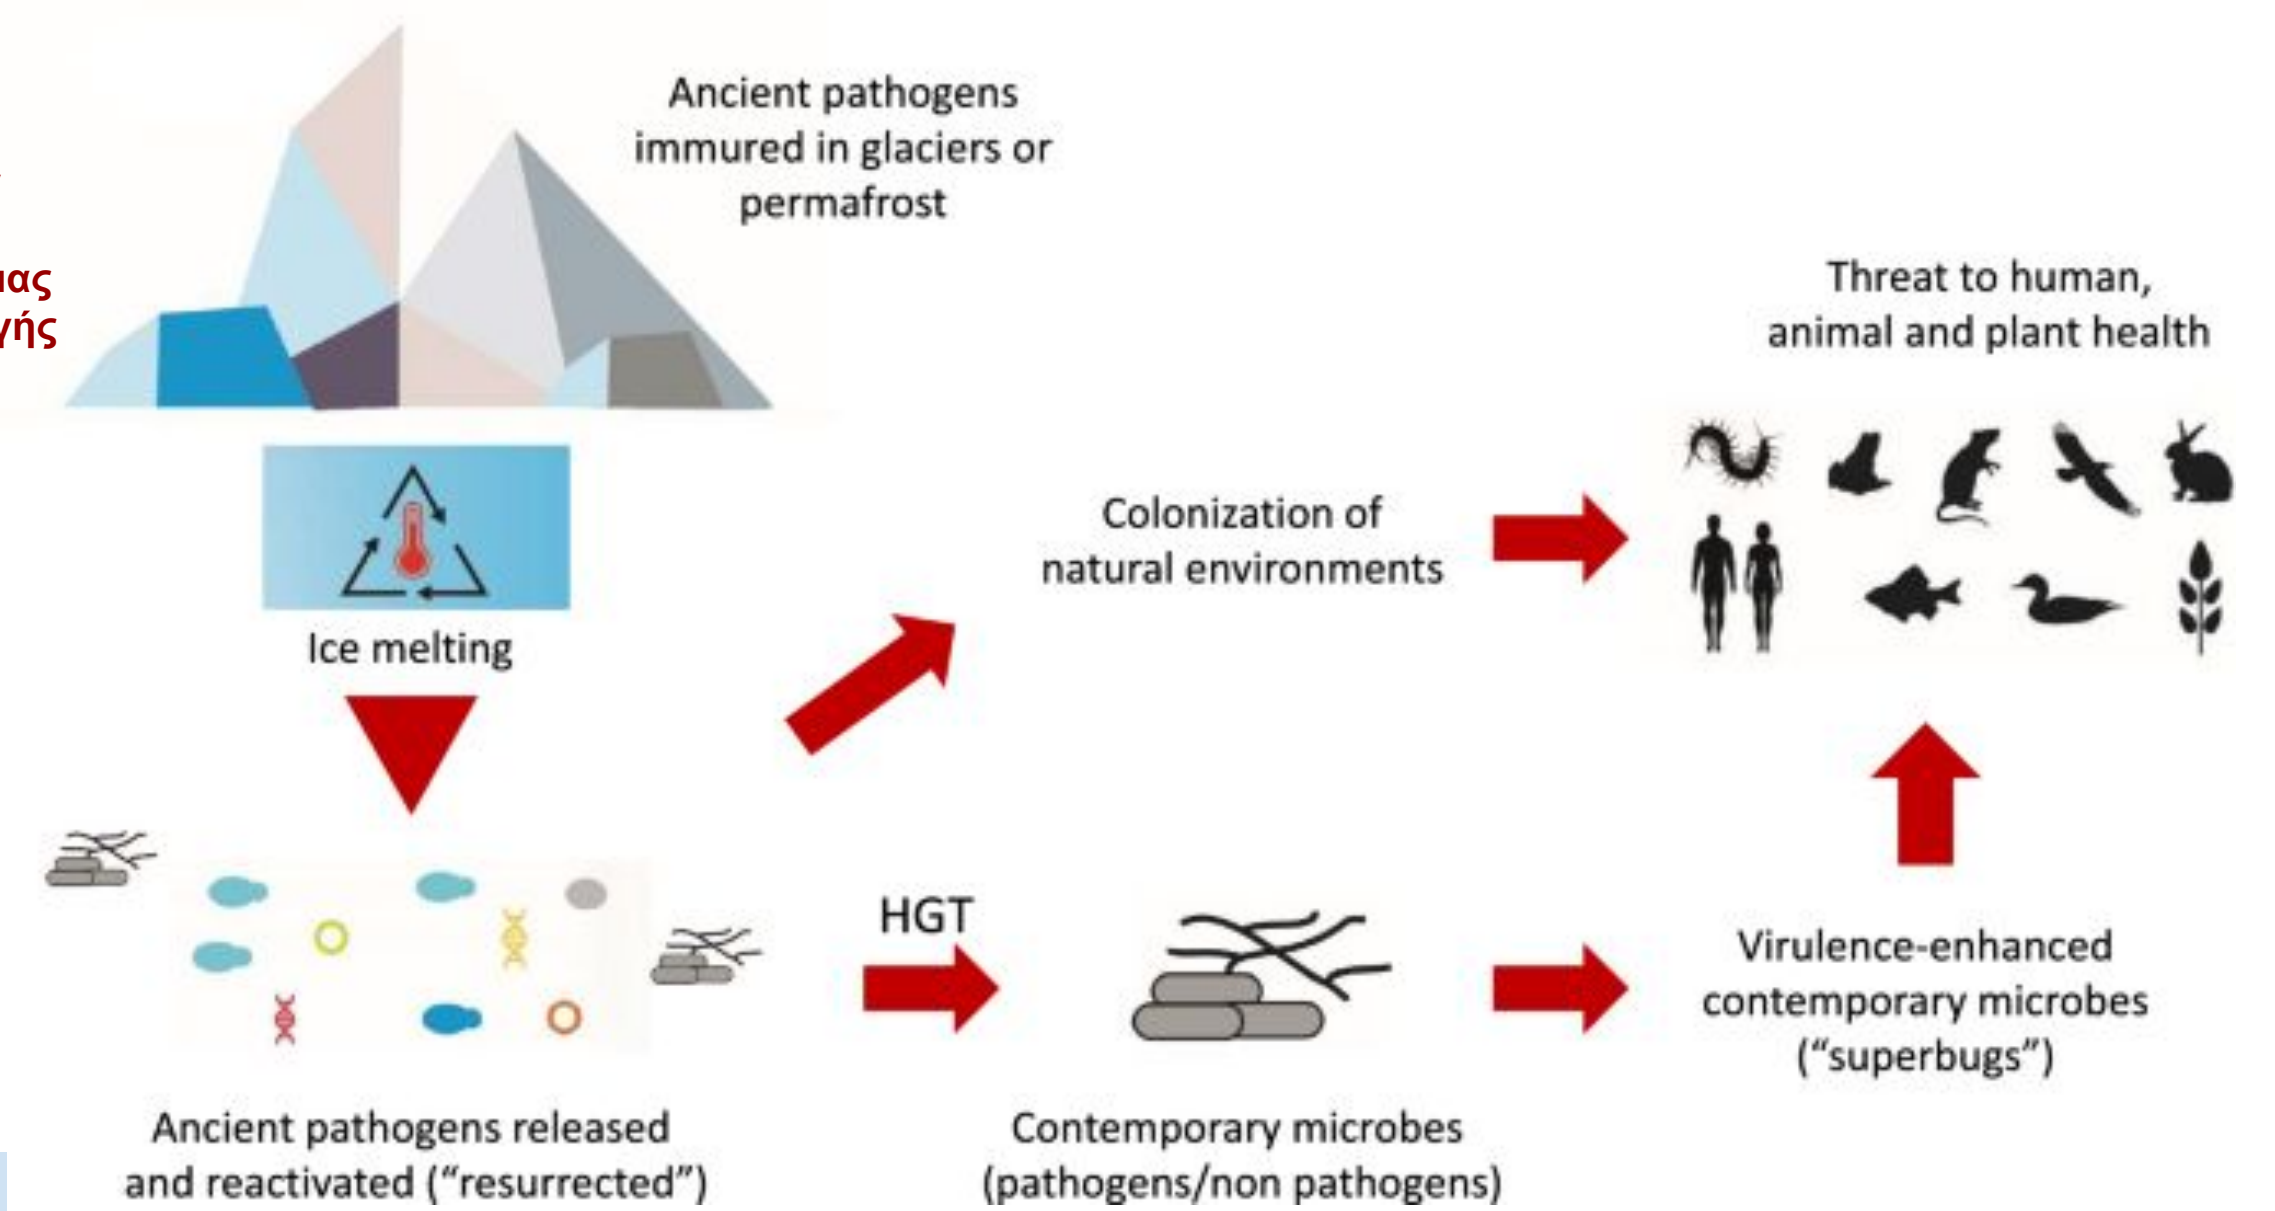 Ancient pathogens
immured in glaciers or
permafrost
Threat to human,
animal and plant health
Colonization of
natural environments
Ice melting
HGT
Virulence-enhanced
contemporary microbes
(“superbugs”)
Ancient pathogens released
and reactivated (“resurrected”)
Contemporary microbes
(pathogens/non pathogens)